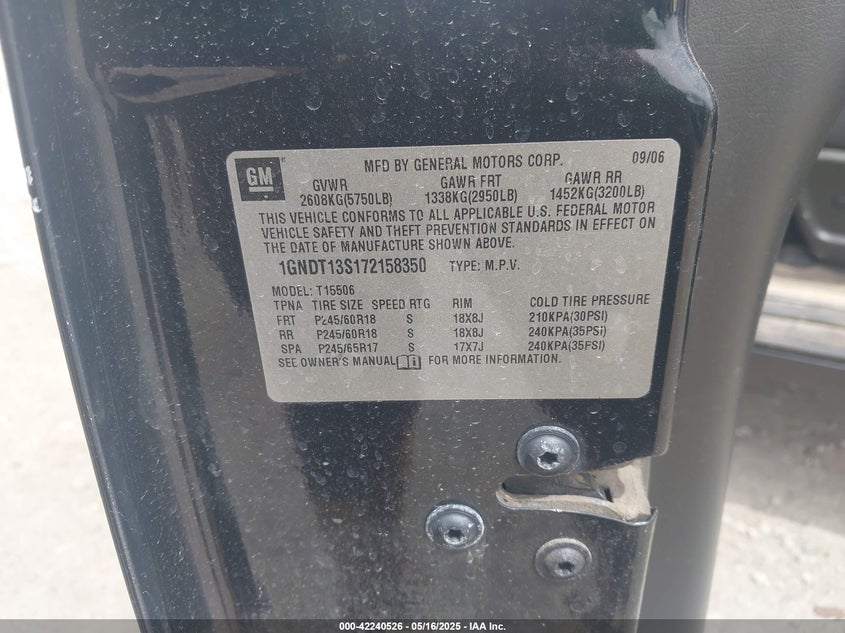 GM
MFD BY GENERAL MOTORS CORP. 09/06
GVWR GAWR FRT GAWR RR
2608KG(5750LB) 1338KG(2950LB) 1452KG(3200LB)
THIS VEHICLE CONFORMS TO ALL APPLICABLE U.S. FEDERAL MOTOR
VEHICLE SAFETY AND THEFT PREVENTION STANDARDS IN EFFECT ON
THE DATE OF MANUFACTURE SHOWN ABOVE.
1GNDT13S172158350 TYPE: M.P.V.
MODEL: T15506
TPNA TIRE SIZE SPEED RTG RIM COLD TIRE PRESSURE
FRT P245/60R18 S 18X8J 210KPA(30PSI)
RR P245/60R18 S 18X8J 240KPA(35PSI)
SPA P245/65R17 S 17X7J 240KPA(35PSI)
SEE OWNER'S MANUAL FOR MORE INFORMATION.
000-42240526 - 05/16/2025 - IAA Inc.